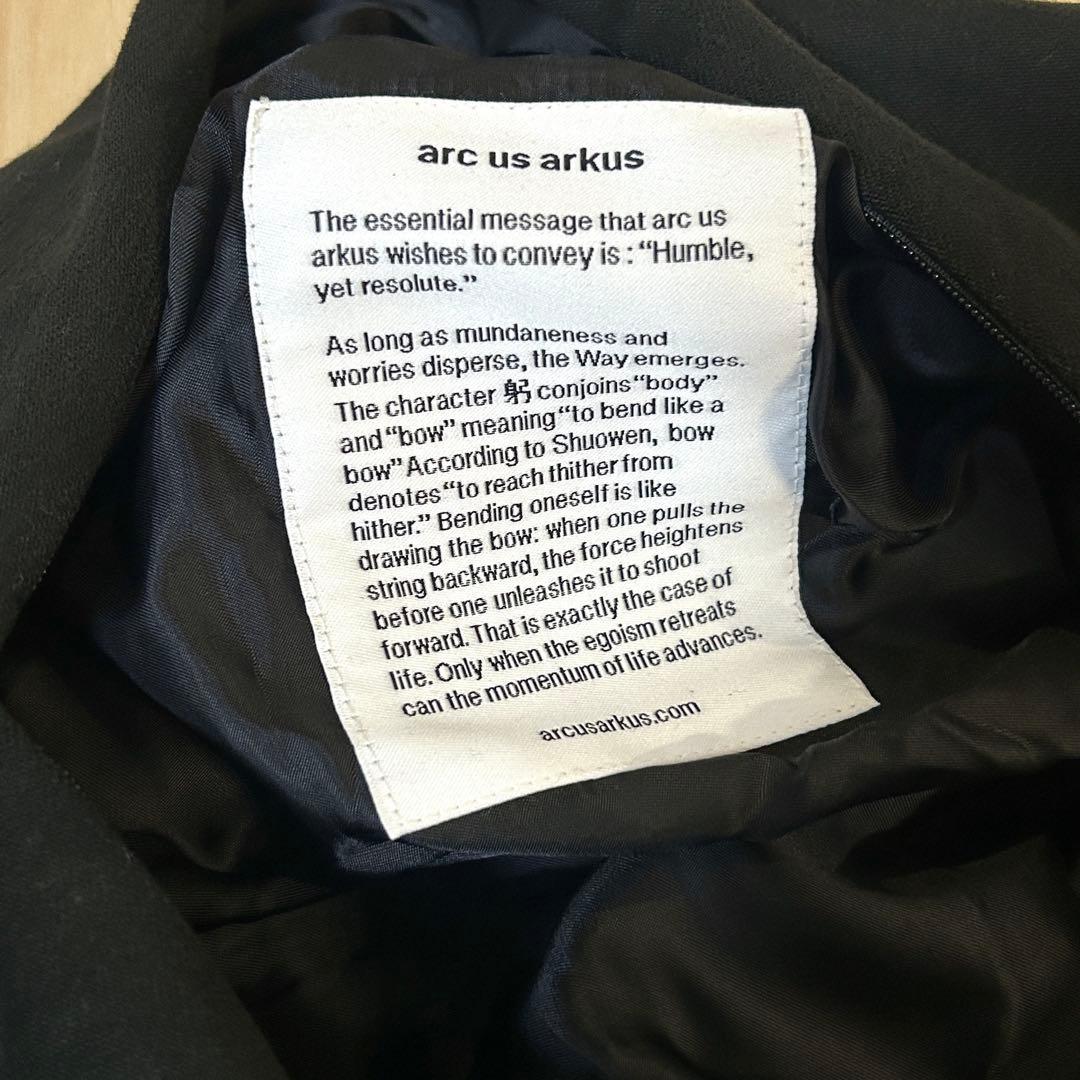 arc us arkus
The essential message that arc us
arkus wishes to convey is : “Humble,
yet resolute.”
As long as mundaneness and
worries disperse, the Way emerges.
The character 躬 conjoins“body”
and“bow” meaning“to bend like a
bow” According to Shuowen, bow
denotes“to reach thither from
hither.” Bending oneself is like
drawing the bow: when one pulls the
string backward, the force heightens
before one unleashes it to shoot
forward. That is exactly the case of
life. Only when the egoism retreats
can the momentum of life advances.
arcusarkus.com